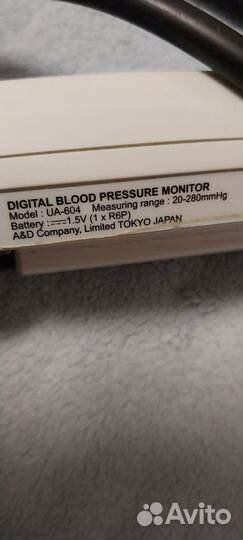 DIGITAL BLOOD PRESSURE MONITOR
Model : UA-604 Measuring range : 20-280mmHg
Battery : ⎓1.5V (1 x R6P)
A&D Company, Limited TOKYO JAPAN
Avito